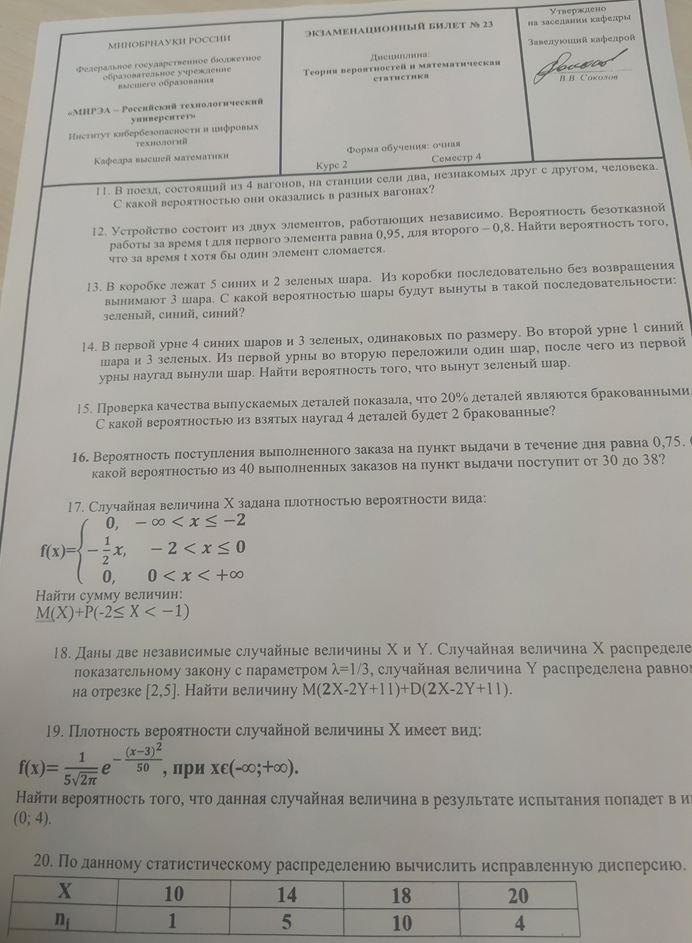 МИНОБРНАУКИ РОССИИ
Федеральное государственное бюджетное
образовательное учреждение
высшего образования
«МИРЭА – Российский технологический
университет»
Институт кибербезопасности и цифровых
технологий
Кафедра высшей математики
ЭКЗАМЕНАЦИОННЫЙ БИЛЕТ № 23
Дисциплина:
Теория вероятностей и математическая
статистика
Форма обучения: очная
Курс 2 Семестр 4
Утверждено
на заседании кафедры
Заведующий кафедрой
В.В. Соколов
11. В поезд, состоящий из 4 вагонов, на станции сели два, незнакомых друг с другом, человека.
С какой вероятностью они оказались в разных вагонах?
12. Устройство состоит из двух элементов, работающих независимо. Вероятность безотказной
работы за время t для первого элемента равна 0,95, для второго – 0,8. Найти вероятность того,
что за время t хотя бы один элемент сломается.
13. В коробке лежат 5 синих и 2 зеленых шара. Из коробки последовательно без возвращения
вынимают 3 шара. С какой вероятностью шары будут вынуты в такой последовательности:
зеленый, синий, синий?
14. В первой урне 4 синих шаров и 3 зеленых, одинаковых по размеру. Во второй урне 1 синий
шара и 3 зеленых. Из первой урны во вторую переложили один шар, после чего из первой
урны наугад вынули шар. Найти вероятность того, что вынут зеленый шар.
15. Проверка качества выпускаемых деталей показала, что 20% деталей являются бракованными.
С какой вероятностью из взятых наугад 4 деталей будет 2 бракованные?
16. Вероятность поступления выполненного заказа на пункт выдачи в течение дня равна 0,75.
какой вероятностью из 40 выполненных заказов на пункт выдачи поступит от 30 до 38?
17. Случайная величина X задана плотностью вероятности вида:
0, − ∞ < x ≤ −2
f(x)={ − 1/2 x, − 2 < x ≤ 0
0, 0 < x < +∞
Найти сумму величин:
M(X)+P(-2≤ X < −1)
18. Даны две независимые случайные величины X и Y. Случайная величина X распределе
показательному закону с параметром λ=1/3, случайная величина Y распределена равно
на отрезке [2,5]. Найти величину M(2X-2Y+11)+D(2X-2Y+11).
19. Плотность вероятности случайной величины X имеет вид:
f(x)= 1/(5√2π) e^−(x−3)²/50, при xϵ(-∞;+∞).
Найти вероятность того, что данная случайная величина в результате испытания попадет в и
(0; 4).
20. По данному статистическому распределению вычислить исправленную дисперсию.
X 10 14 18 20
nᵢ 1 5 10 4